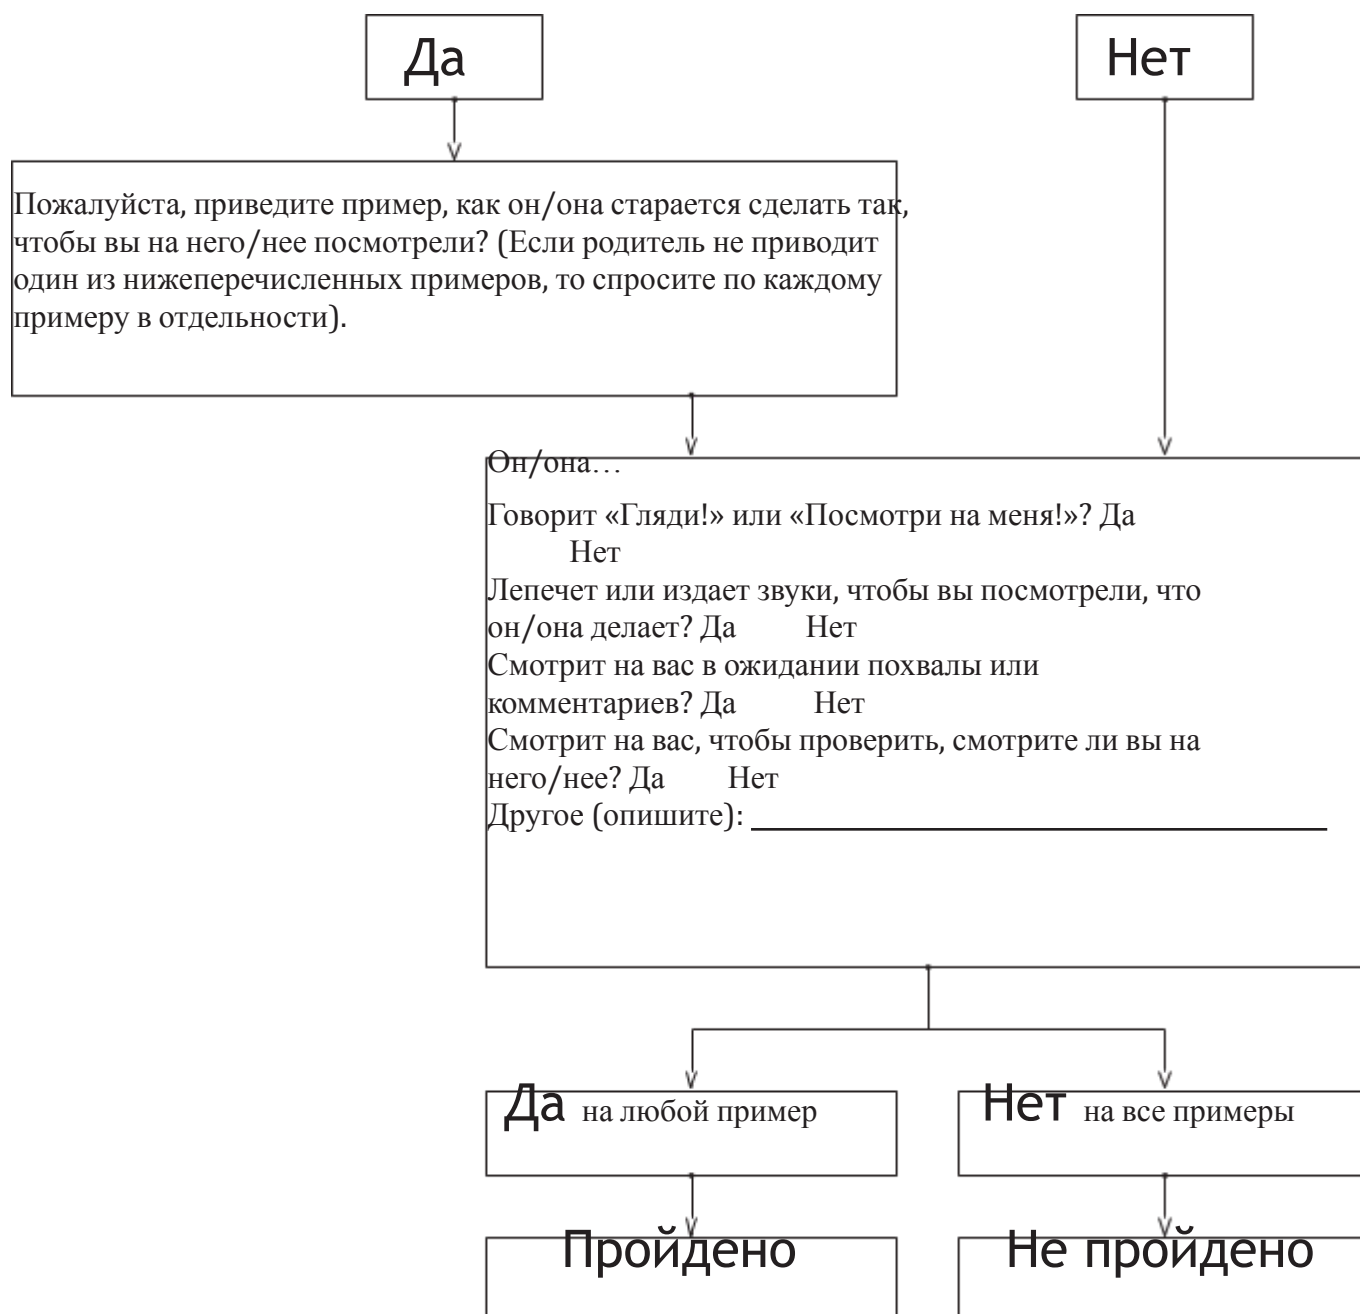 Да
Нет
Пожалуйста, приведите пример, как он/она старается сделать так,
чтобы вы на него/нее посмотрели? (Если родитель не приводит
один из нижеперечисленных примеров, то спросите по каждому
примеру в отдельности).
Он/она…
Говорит «Гляди!» или «Посмотри на меня!»? Да
Нет
Лепечет или издает звуки, чтобы вы посмотрели, что
он/она делает? Да Нет
Смотрит на вас в ожидании похвалы или
комментариев? Да Нет
Смотрит на вас, чтобы проверить, смотрите ли вы на
него/нее? Да Нет
Другое (опишите):
Да на любой пример
Нет на все примеры
Пройдено
Не пройдено